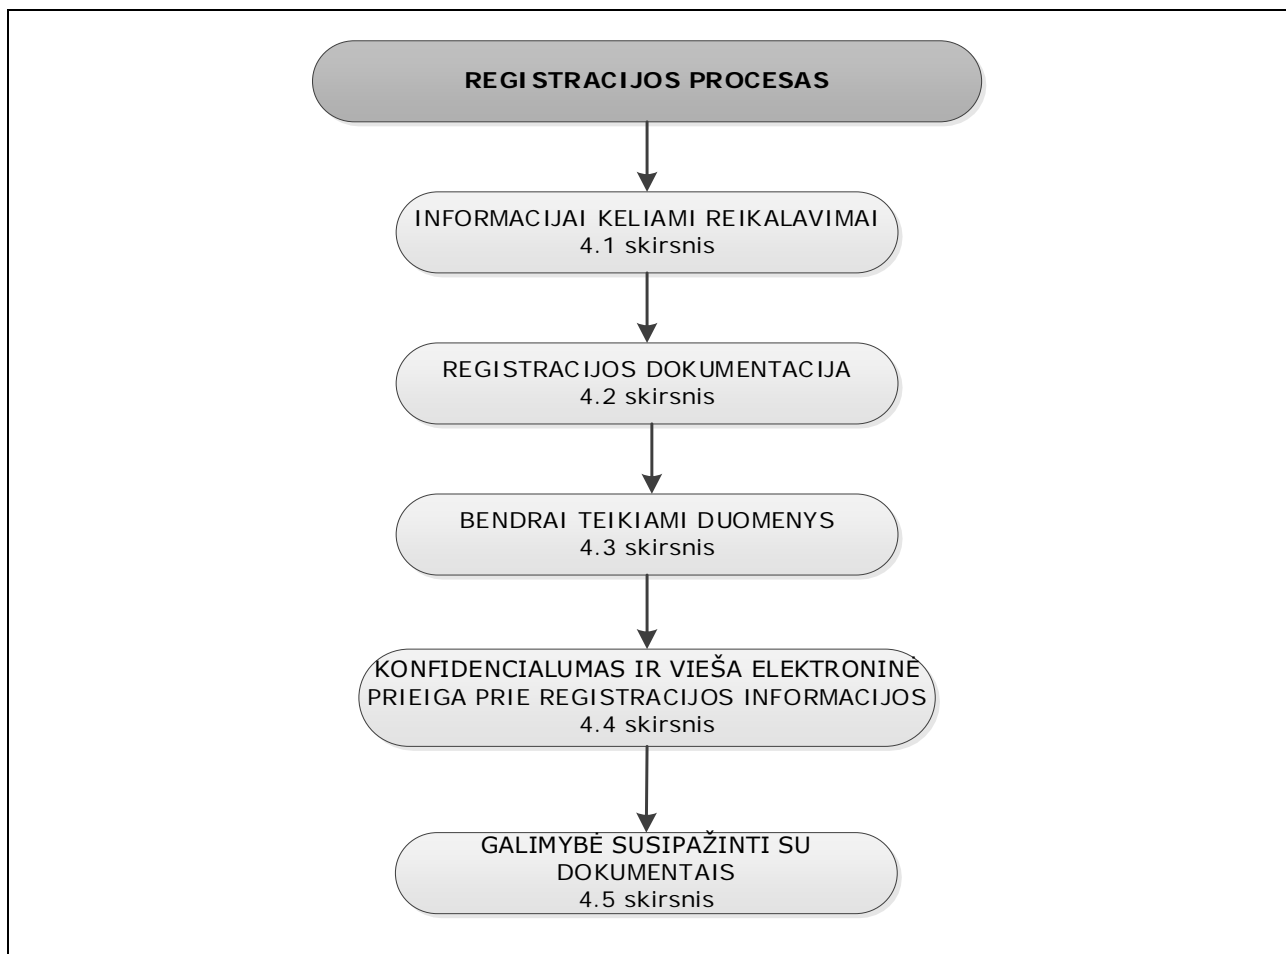 REGISTRACIJOS PROCESAS
INFORMACIJAI KELIAMI REIKALAVIMAI
4.1 skirsnis
REGISTRACIJOS DOKUMENTACIJA
4.2 skirsnis
BENDRAI TEIKIAMI DUOMENYS
4.3 skirsnis
KONFIDENCIALUMAS IR VIEŠA ELEKTRONINĖ
PRIEIGA PRIE REGISTRACIJOS INFORMACIJOS
4.4 skirsnis
GALIMYBĖ SUSIPAŽINTI SU
DOKUMENTAIS
4.5 skirsnis